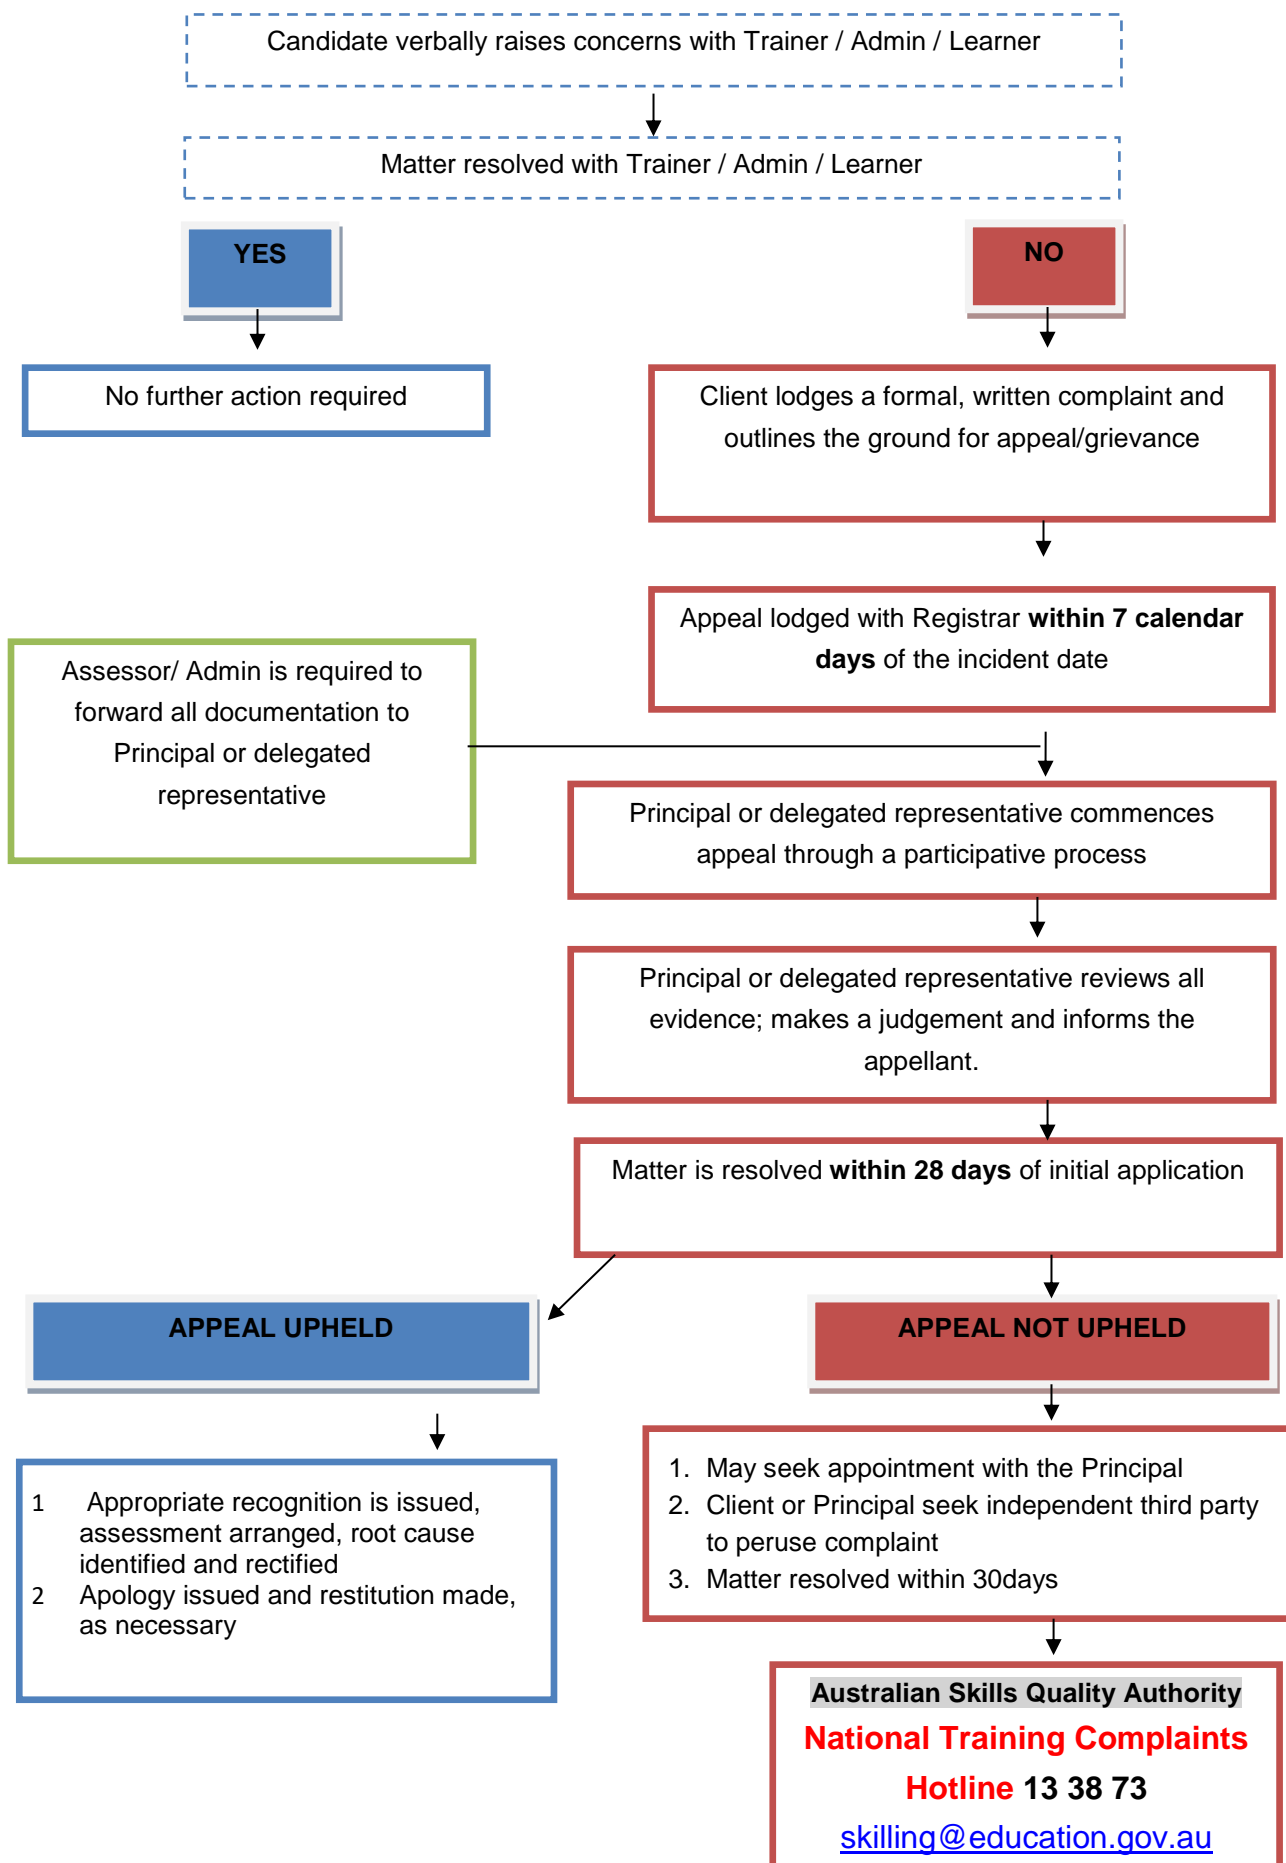 Candidate verbally raises concerns with Trainer / Admin / Learner
Matter resolved with Trainer / Admin / Learner
YES
NO
No further action required
Client lodges a formal, written complaint and
outlines the ground for appeal/grievance
Appeal lodged with Registrar within 7 calendar
days of the incident date
Assessor/ Admin is required to
forward all documentation to
Principal or delegated
representative
Principal or delegated representative commences
appeal through a participative process
Principal or delegated representative reviews all
evidence; makes a judgement and informs the
appellant.
Matter is resolved within 28 days of initial application
APPEAL UPHELD
APPEAL NOT UPHELD
1 Appropriate recognition is issued,
assessment arranged, root cause
identified and rectified
2 Apology issued and restitution made,
as necessary
1. May seek appointment with the Principal
2. Client or Principal seek independent third party
to peruse complaint
3. Matter resolved within 30days
Australian Skills Quality Authority
National Training Complaints
Hotline 13 38 73
skilling@education.gov.au